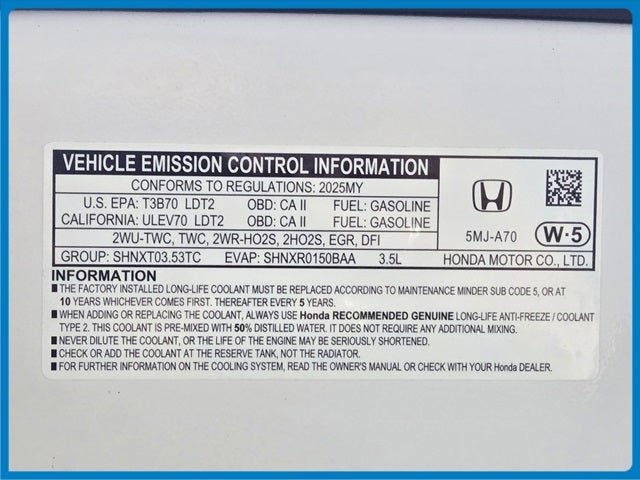 VEHICLE EMISSION CONTROL INFORMATION
CONFORMS TO REGULATIONS: 2025MY
U.S. EPA: T3B70 LDT2 OBD: CA II FUEL: GASOLINE
CALIFORNIA: ULEV70 LDT2 OBD: CA II FUEL: GASOLINE
2WU-TWC, TWC, 2WR-HO2S, 2HO2S, EGR, DFI
GROUP: SHNXT03.53TC EVAP: SHNXR0150BAA 3.5L
5MJ-A70 W·5
HONDA MOTOR CO., LTD.
INFORMATION
■ THE FACTORY INSTALLED LONG-LIFE COOLANT MUST BE REPLACED ACCORDING TO MAINTENANCE MINDER SUB CODE 5, OR AT
10 YEARS WHICHEVER COMES FIRST. THEREAFTER EVERY 5 YEARS.
■ WHEN ADDING OR REPLACING THE COOLANT, ALWAYS USE Honda RECOMMENDED GENUINE LONG-LIFE ANTI-FREEZE / COOLANT
TYPE 2. THIS COOLANT IS PRE-MIXED WITH 50% DISTILLED WATER. IT DOES NOT REQUIRE ANY ADDITIONAL MIXING.
■ NEVER DILUTE THE COOLANT, OR THE LIFE OF THE ENGINE MAY BE SERIOUSLY SHORTENED.
■ CHECK OR ADD THE COOLANT AT THE RESERVE TANK, NOT THE RADIATOR.
■ FOR FURTHER INFORMATION ON THE COOLING SYSTEM, READ THE OWNER'S MANUAL OR CHECK WITH YOUR Honda DEALER.